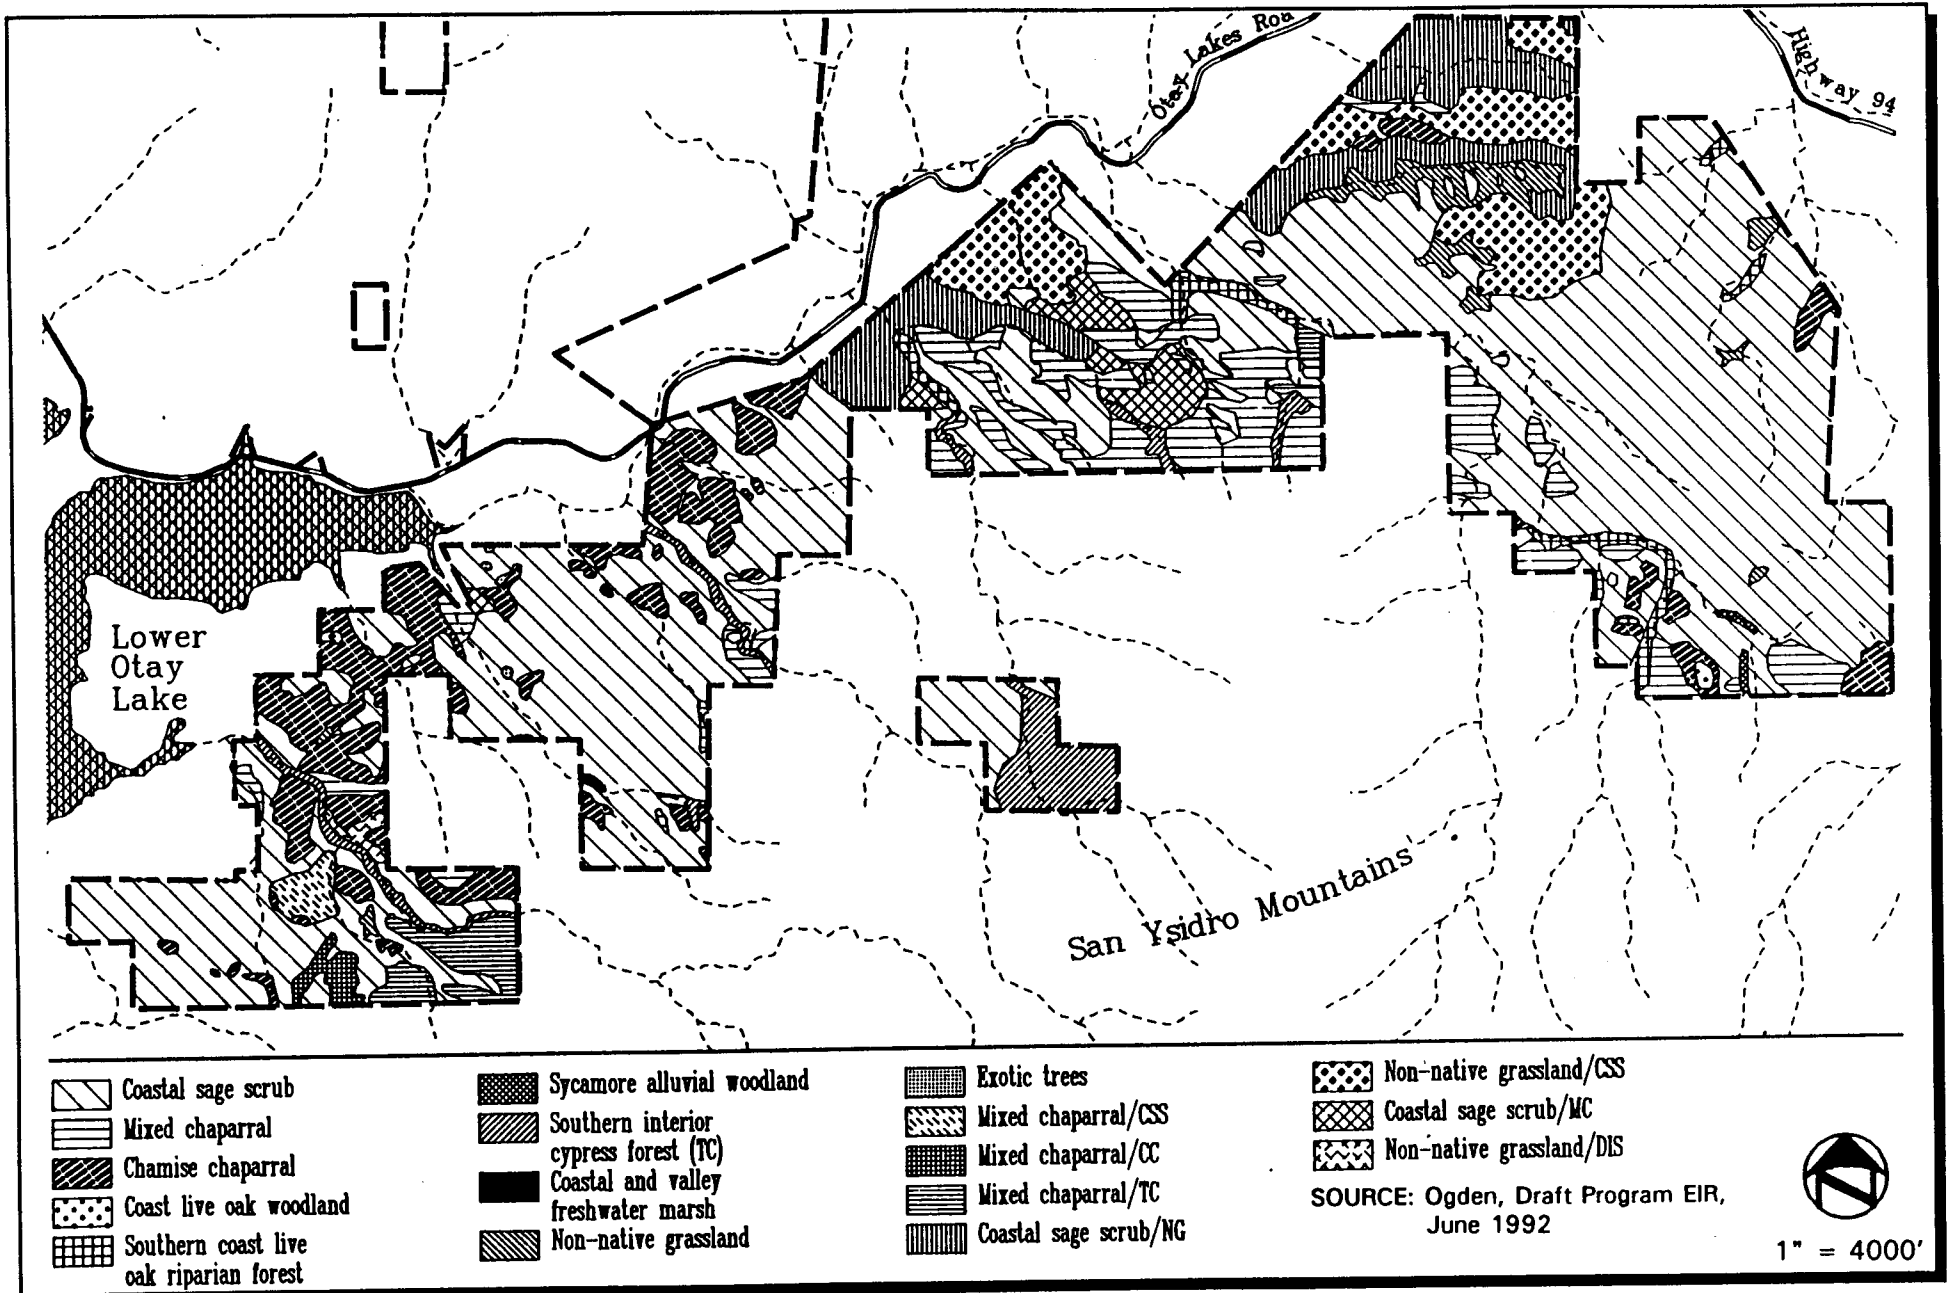 Otay Lakes Roa
Highway 94
Lower
Otay
Lake
San Ysidro Mountains
Coastal sage scrub
Mixed chaparral
Chamise chaparral
Coast live oak woodland
Southern coast live
oak riparian forest
Sycamore alluvial woodland
Southern interior
cypress forest (TC)
Coastal and valley
freshwater marsh
Non-native grassland
Exotic trees
Mixed chaparral/CSS
Mixed chaparral/CC
Mixed chaparral/TC
Coastal sage scrub/NG
Non-native grassland/CSS
Coastal sage scrub/MC
Non-native grassland/DIS
SOURCE: Ogden, Draft Program EIR,
June 1992
1" = 4000'